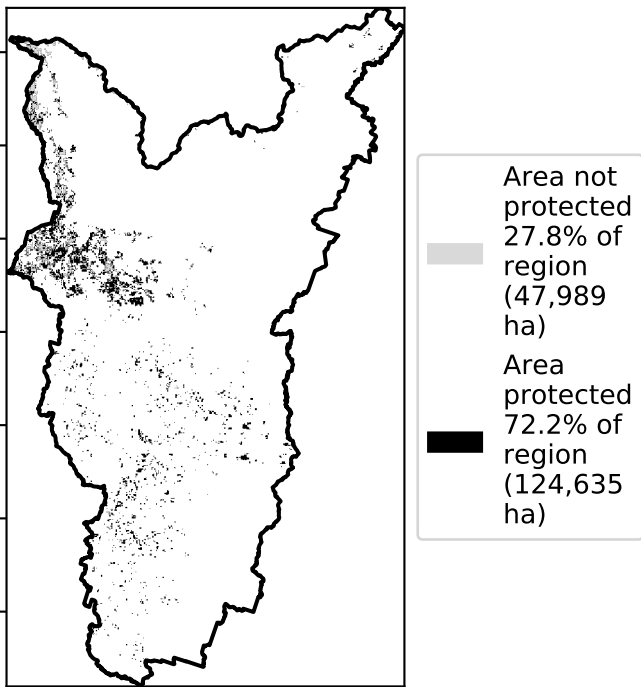 Area not
protected
27.8% of
region
(47,989
ha)
Area
protected
72.2% of
region
(124,635
ha)